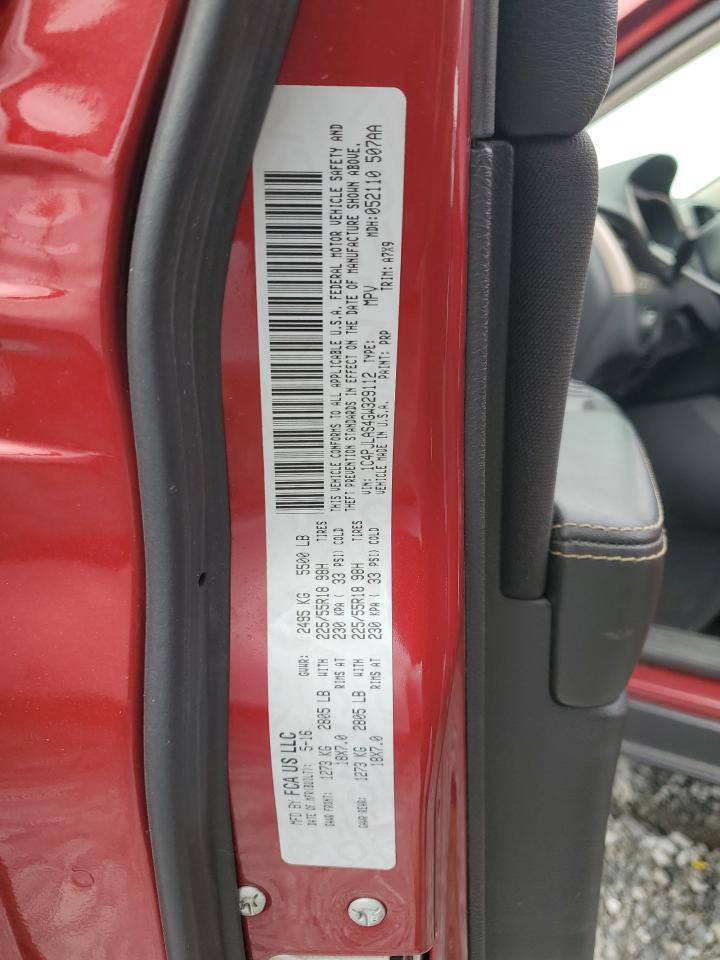 MFD BY FCA US LLC
DATE OF MFR(BUILT): 5-16 GVWR: 2495 KG 5500 LB
GAWR FRONT: 1273 KG 2805 LB WITH 225/55R18 98H TIRES
18X7.0 RIMS AT 230 KPA ( 33 PSI) COLD
GAWR REAR: 1273 KG 2805 LB WITH 225/55R18 98H TIRES
18X7.0 RIMS AT 230 KPA ( 33 PSI) COLD
THIS VEHICLE CONFORMS TO ALL APPLICABLE U.S.A. FEDERAL MOTOR VEHICLE SAFETY AND
THEFT PREVENTION STANDARDS IN EFFECT ON THE DATE OF MANUFACTURE SHOWN ABOVE.
VIN: 1C4PJLAS4GW329112 TYPE: MPV MDH:052110 507AA
VEHICLE MADE IN U.S.A. PAINT: PRP TRIM: A7X9